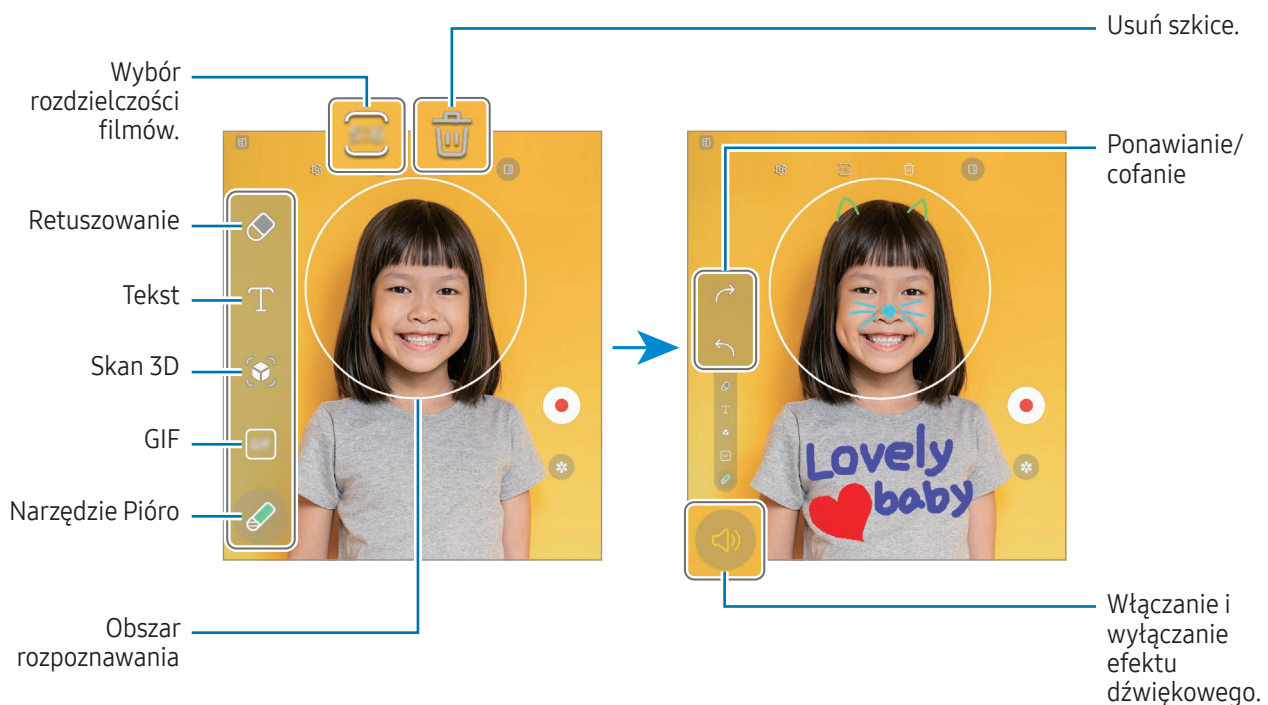 Usuń szkice.
Wybór
rozdzielczości
filmów.
Ponawianie/
cofanie
Retuszowanie
Tekst
T
Skan 3D
GIF
Narzędzie Pióro
T
Lovely
baby
Obszar
rozpoznawania
Włączanie i
wyłączanie
efektu
dźwiękowego.